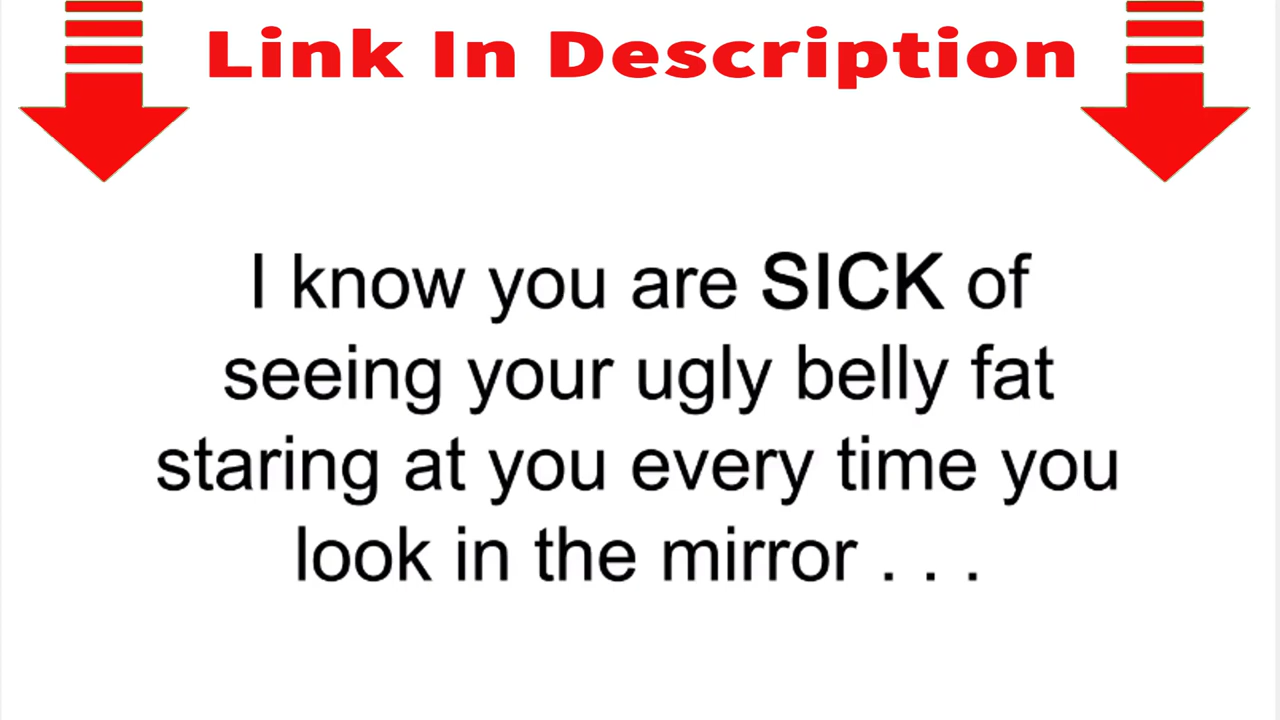 Link In Description
I know you are SICK of
seeing your ugly belly fat
staring at you every time you
look in the mirror . . .